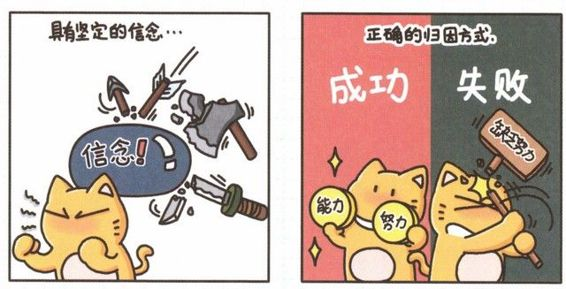 具有坚定的信念…
信念！
正确的归因方式.
成功
失败
缺乏努力
能力
努力